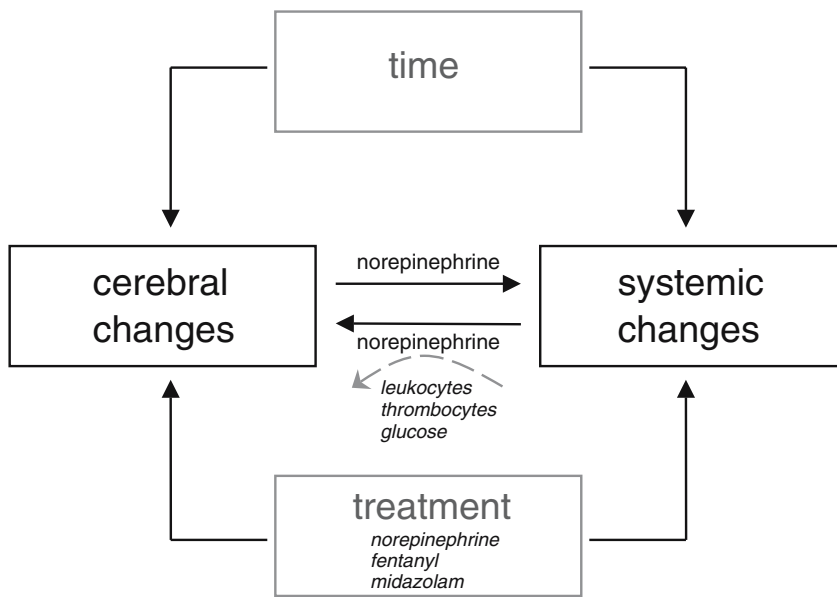 time
cerebral
changes
norepinephrine
norepinephrine
leukocytes
thrombocytes
glucose
systemic
changes
treatment
norepinephrine
fentanyl
midazolam